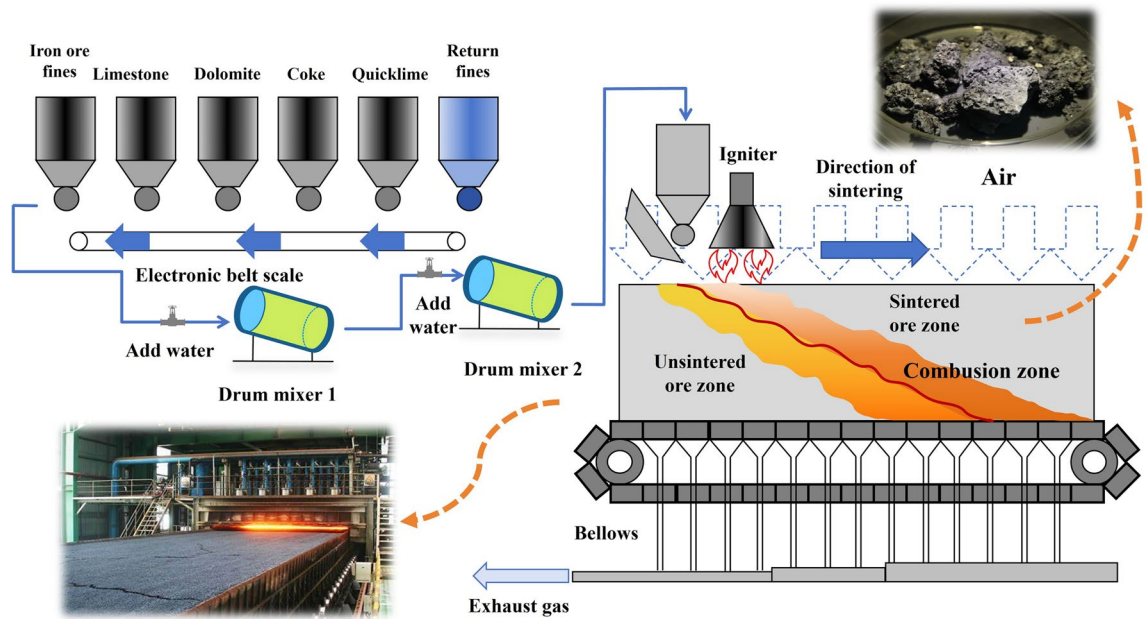 Iron ore
fines
Limestone
Dolomite
Coke
Quicklime
Return
fines
Electronic belt scale
Add water
Drum mixer 1
Add
water
Drum mixer 2
Igniter
Direction of
sintering
Air
Sintered
ore zone
Unsintered
ore zone
Combusion zone
Bellows
Exhaust gas